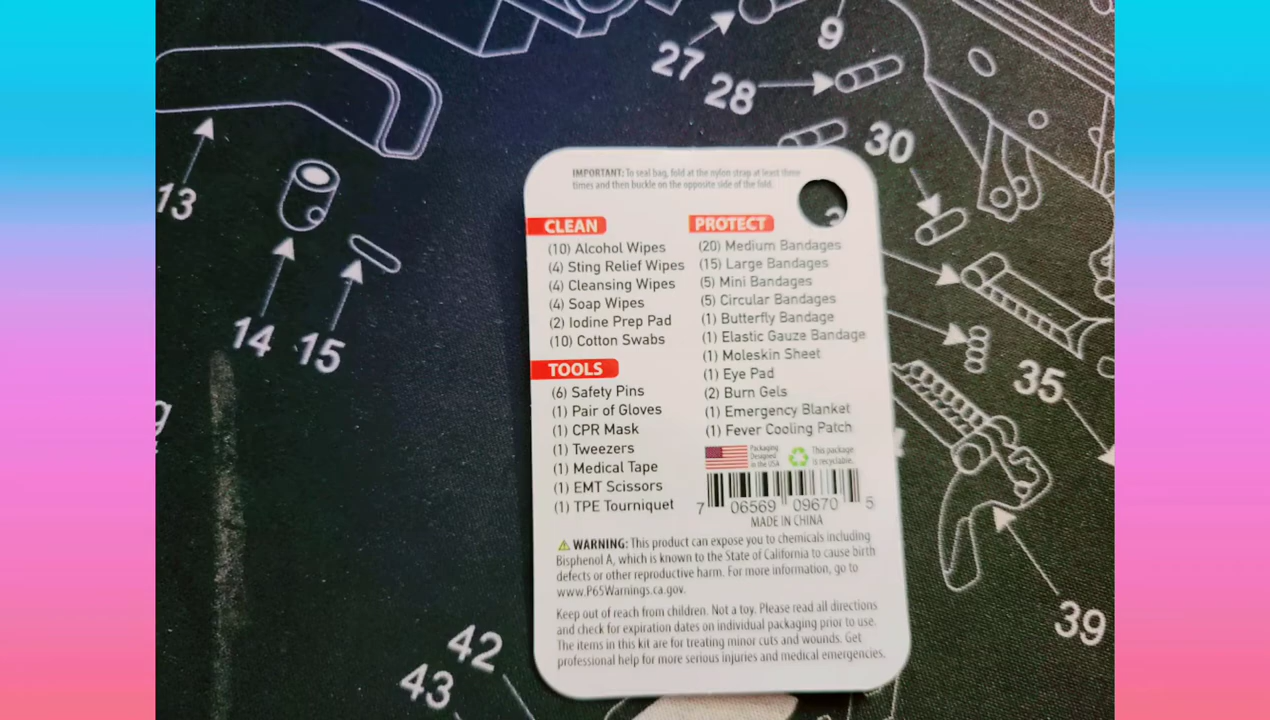 27
9
28
30
13
14
15
35
39
42
43
IMPORTANT: To seal bag, fold at the nylon strap at least three
times and then buckle on the opposite side of the fold.
CLEAN
(10) Alcohol Wipes
(4) Sting Relief Wipes
(4) Cleansing Wipes
(4) Soap Wipes
(2) Iodine Prep Pad
(10) Cotton Swabs
TOOLS
(6) Safety Pins
(1) Pair of Gloves
(1) CPR Mask
(1) Tweezers
(1) Medical Tape
(1) EMT Scissors
(1) TPE Tourniquet
PROTECT
(20) Medium Bandages
(15) Large Bandages
(5) Mini Bandages
(5) Circular Bandages
(1) Butterfly Bandage
(1) Elastic Gauze Bandage
(1) Moleskin Sheet
(1) Eye Pad
(2) Burn Gels
(1) Emergency Blanket
(1) Fever Cooling Patch
Packaging
Designed
in the USA
This package
is recyclable.
7 06569 09670 5
MADE IN CHINA
WARNING: This product can expose you to chemicals including
Bisphenol A, which is known to the State of California to cause birth
defects or other reproductive harm. For more information, go to
www.P65Warnings.ca.gov.
Keep out of reach from children. Not a toy. Please read all directions
and check for expiration dates on individual packaging prior to use.
The items in this kit are for treating minor cuts and wounds. Get
professional help for more serious injuries and medical emergencies.